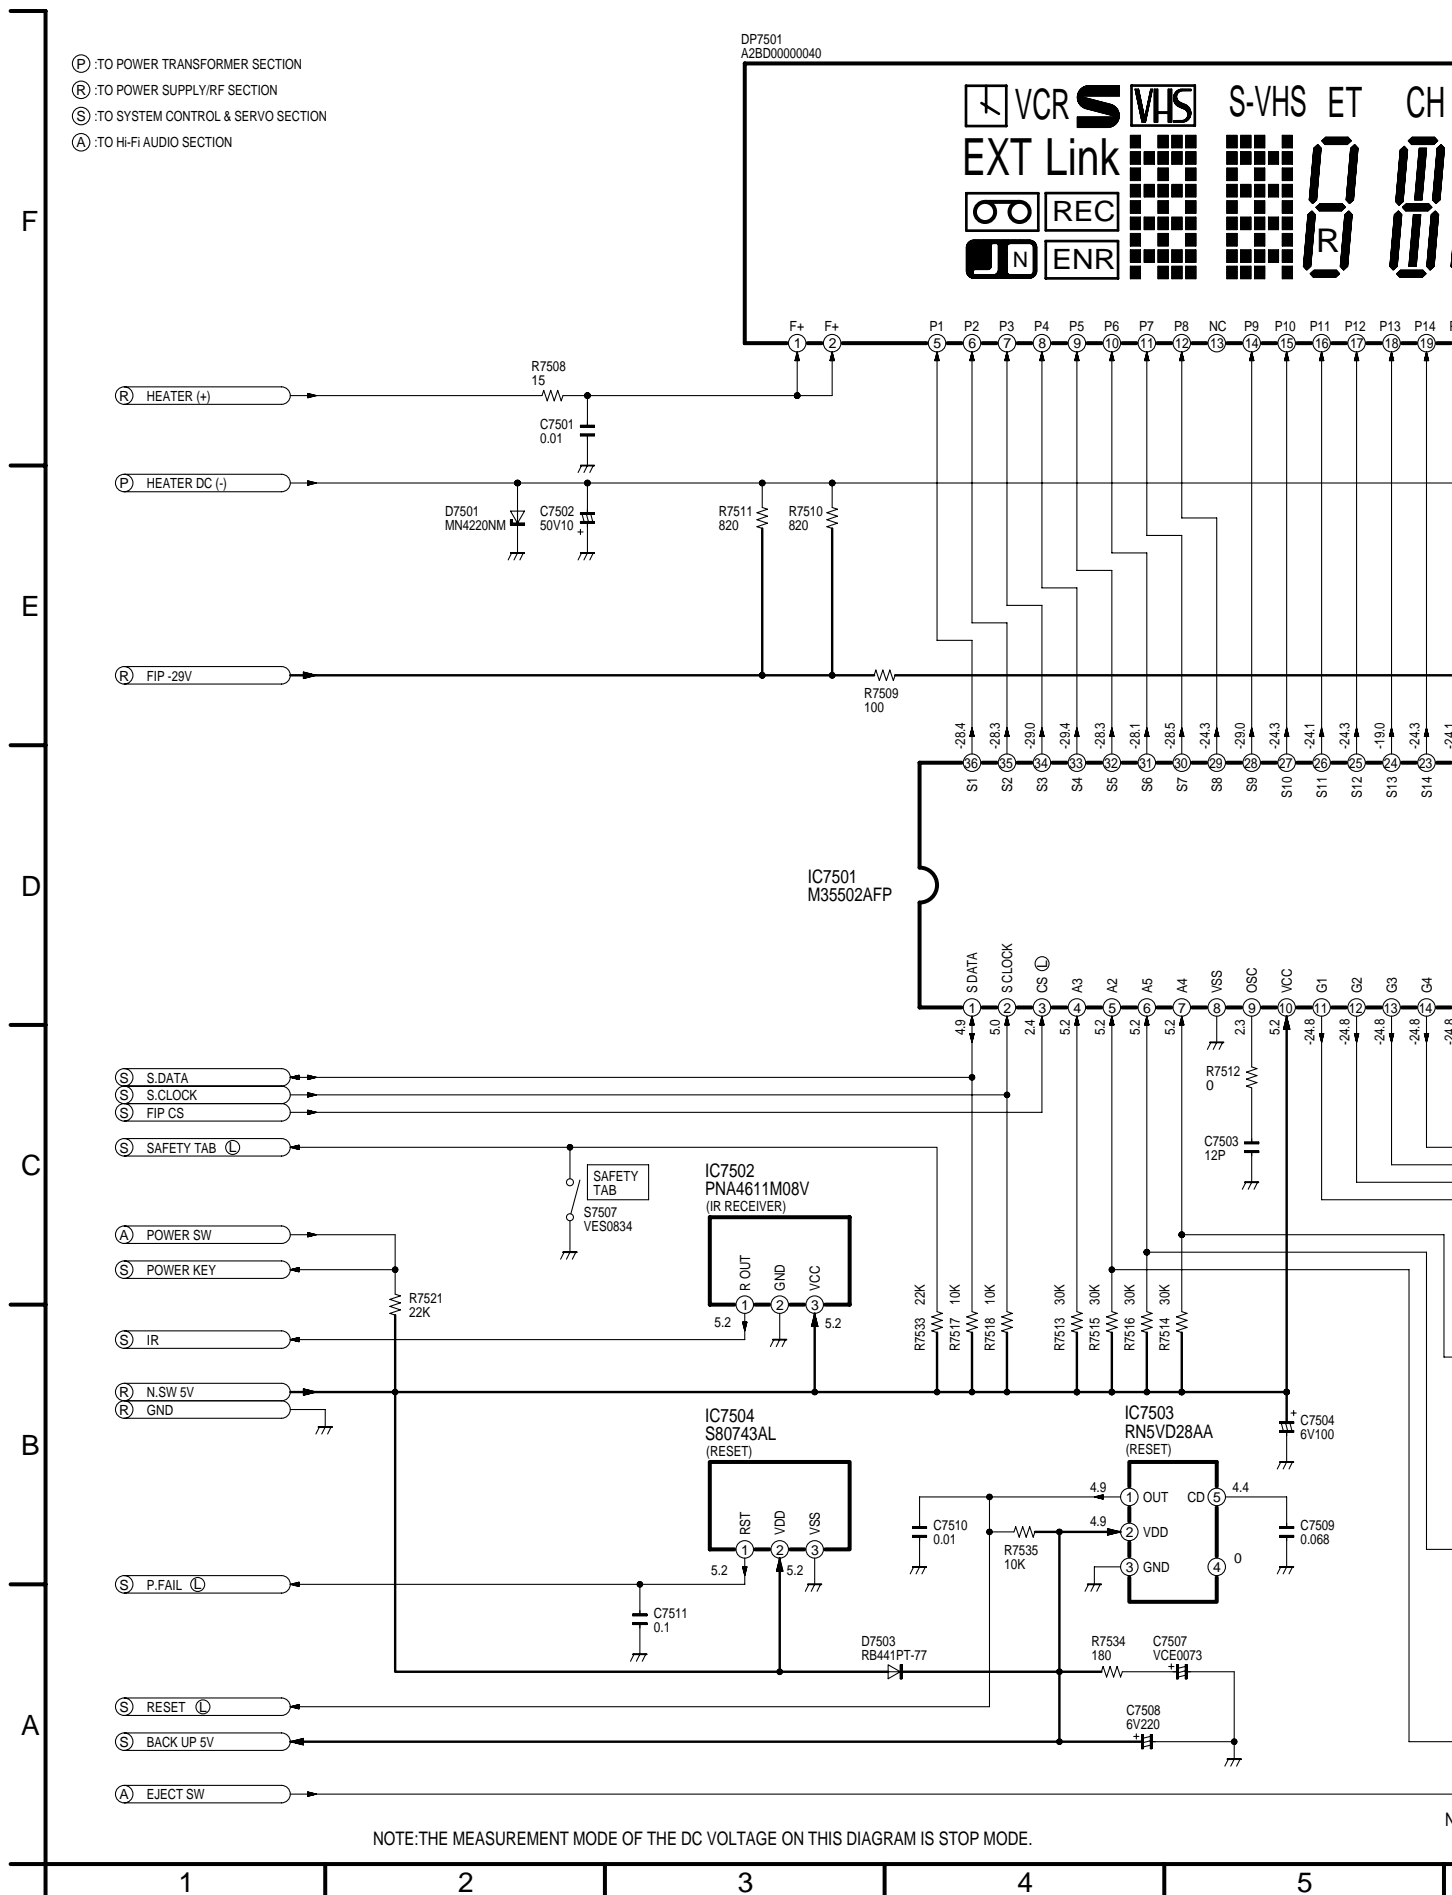 DP7501
A2BD00000040
P :TO POWER TRANSFORMER SECTION
R :TO POWER SUPPLY/RF SECTION
S :TO SYSTEM CONTROL & SERVO SECTION
A :TO Hi-Fi AUDIO SECTION
VCR S VHS S-VHS ET CH
EXT Link
REC
R
J N ENR
F
F+ F+ P1 P2 P3 P4 P5 P6 P7 P8 NC P9 P10 P11 P12 P13 P14 P
1 2 5 6 7 8 9 10 11 12 13 14 15 16 17 18 19
R7508
15
R HEATER (+)
C7501
0.01
P HEATER DC (-)
D7501
MN4220NM
C7502
50V10
+
R7511
820
R7510
820
E
R FIP -29V
R7509
100
-28.4 -28.3 -29.0 -29.4 -28.3 -28.1 -28.5 -24.3 -29.0 -24.3 -24.1 -24.3 -19.0 -24.3 -24.1
36 35 34 33 32 31 30 29 28 27 26 25 24 23
S1 S2 S3 S4 S5 S6 S7 S8 S9 S10 S11 S12 S13 S14
D
IC7501
M35502AFP
S DATA S CLOCK CS L A3 A2 A5 A4 VSS OSC VCC G1 G2 G3 G4
1 2 3 4 5 6 7 8 9 10 11 12 13 14
4.9 5.0 2.4 5.2 5.2 5.2 5.2 2.3 5.2 -24.8 -24.8 -24.8 -24.8 -24.8
R7512
0
S S.DATA
S S.CLOCK
S FIP CS
S SAFETY TAB L
C7503
12P
C
SAFETY
TAB
S7507
VES0834
IC7502
PNA4611M08V
(IR RECEIVER)
A POWER SW
S POWER KEY
R OUT GND VCC
1 2 3
5.2 5.2
R7521
22K
R7533 22K
R7517 10K
R7518 10K
R7513 30K
R7515 30K
R7516 30K
R7514 30K
S IR
R N.SW 5V
R GND
B
IC7504
S80743AL
(RESET)
IC7503
RN5VD28AA
(RESET)
+
C7504
6V100
4.9 1 OUT CD 5 4.4
4.9 2 VDD
3 GND 4 0
C7510
0.01
R7535
10K
C7509
0.068
RST VDD VSS
1 2 3
5.2 5.2
S P.FAIL L
C7511
0.1
D7503
RB441PT-77
R7534
180
C7507
VCE0073
+
A
S RESET L
C7508
6V220
+
S BACK UP 5V
A EJECT SW
N
NOTE:THE MEASUREMENT MODE OF THE DC VOLTAGE ON THIS DIAGRAM IS STOP MODE.
1 2 3 4 5